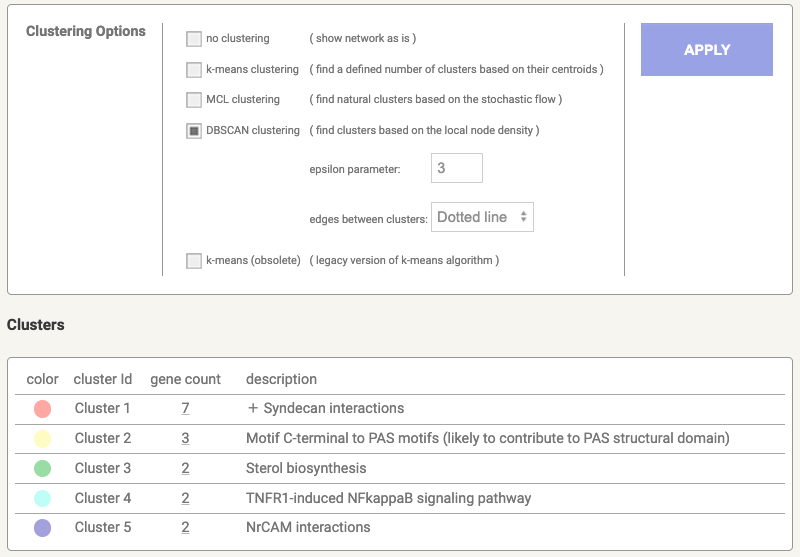 Clustering Options
no clustering ( show network as is )
APPLY
k-means clustering ( find a defined number of clusters based on their centroids )
MCL clustering ( find natural clusters based on the stochastic flow )
DBSCAN clustering ( find clusters based on the local node density )
epsilon parameter: 3
edges between clusters: Dotted line
k-means (obsolete) ( legacy version of k-means algorithm )
Clusters
color cluster Id gene count description
Cluster 1 7 + Syndecan interactions
Cluster 2 3 Motif C-terminal to PAS motifs (likely to contribute to PAS structural domain)
Cluster 3 2 Sterol biosynthesis
Cluster 4 2 TNFR1-induced NFkappaB signaling pathway
Cluster 5 2 NrCAM interactions